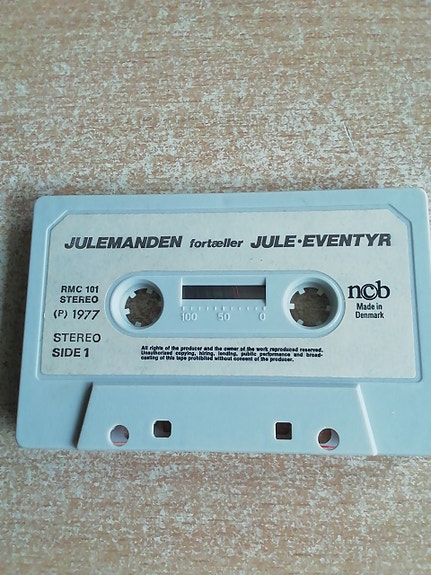 JULEMANDEN fortæller JULE·EVENTYR
RMC 101
STEREO
(P) 1977
STEREO
SIDE 1
100 50 0
ncb
Made in
Denmark
All rights of the producer and the owner of the work reproduced reserved.
Unauthorised copying, hiring, lending, public performance and broad-
casting of this tape prohibited without consent of the producer.